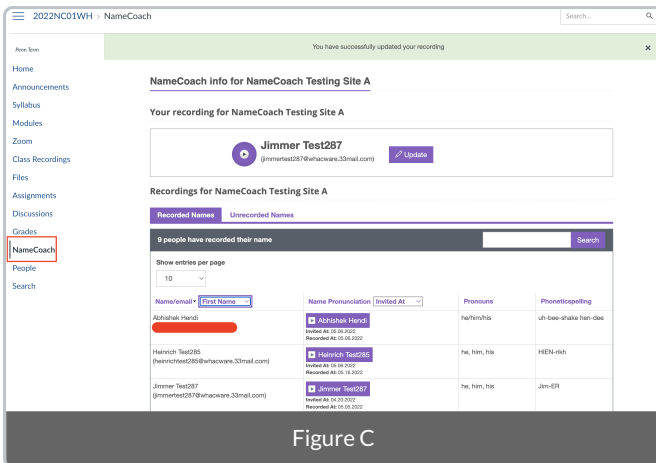 2022NC01WH > NameCoach
Search...
Penn Term
You have successfully updated your recording
×
Home
Announcements
Syllabus
Modules
Zoom
Class Recordings
Files
Assignments
Discussions
Grades
NameCoach
People
Search
NameCoach info for NameCoach Testing Site A
Your recording for NameCoach Testing Site A
Jimmer Test287
(jimmertest287@whacware.33mail.com)
Update
Recordings for NameCoach Testing Site A
Recorded Names Unrecorded Names
9 people have recorded their name
Search
Show entries per page
10
Name/email First Name Name Pronunciation Invited At Pronouns Phoneticspelling
Abhishek Hendi Abhishek Hendi he/him/his uh-bee-shake hen-dee
Invited At: 05.06.2022
Recorded At: 05.06.2022
Heinrich Test285 Heinrich Test285 he, him, his HIEN-rikh
(heinrichtest285@whacware.33mail.com)
Invited At: 05.06.2022
Recorded At: 05.16.2022
Jimmer Test287 Jimmer Test287 he, him, his Jim-ER
(jimmertest287@whacware.33mail.com)
Invited At: 04.20.2022
Recorded At: 05.05.2022
Figure C